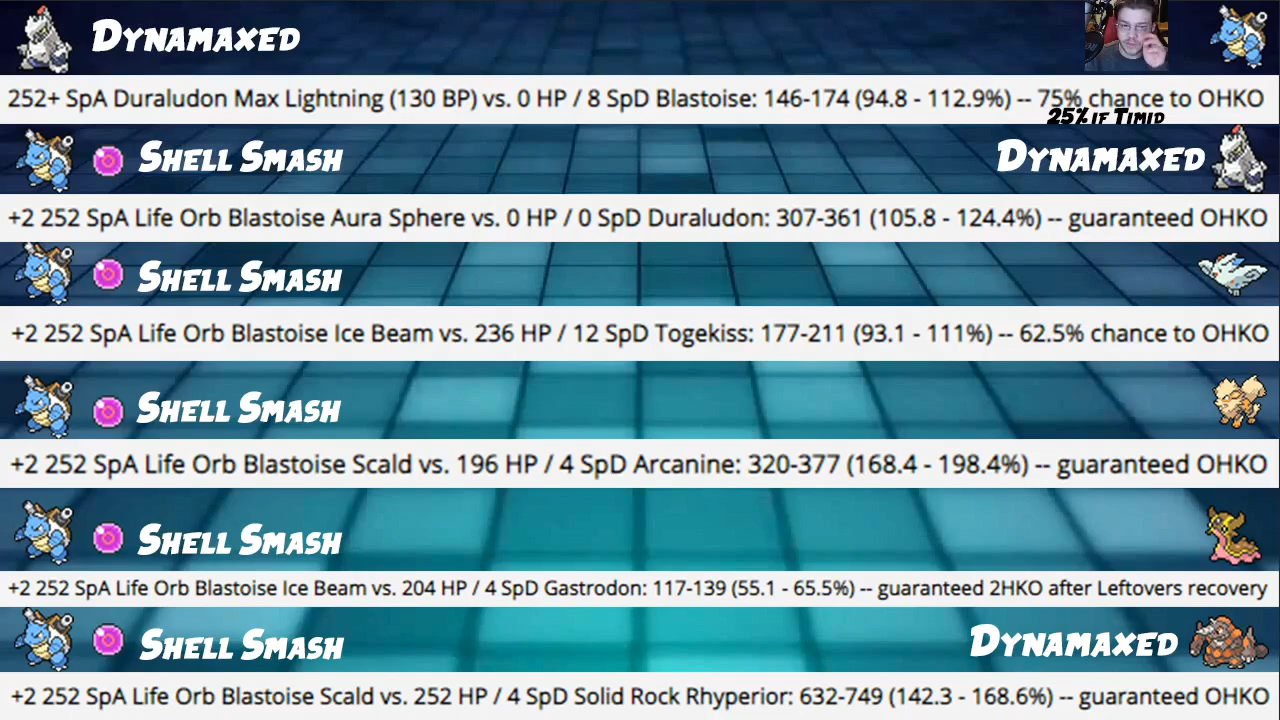 Dynamaxed
252+ SpA Duraludon Max Lightning (130 BP) vs. 0 HP / 8 SpD Blastoise: 146-174 (94.8 - 112.9%) -- 75% chance to OHKO
25% if Timid
Shell Smash
Dynamaxed
+2 252 SpA Life Orb Blastoise Aura Sphere vs. 0 HP / 0 SpD Duraludon: 307-361 (105.8 - 124.4%) -- guaranteed OHKO
Shell Smash
+2 252 SpA Life Orb Blastoise Ice Beam vs. 236 HP / 12 SpD Togekiss: 177-211 (93.1 - 111%) -- 62.5% chance to OHKO
Shell Smash
+2 252 SpA Life Orb Blastoise Scald vs. 196 HP / 4 SpD Arcanine: 320-377 (168.4 - 198.4%) -- guaranteed OHKO
Shell Smash
+2 252 SpA Life Orb Blastoise Ice Beam vs. 204 HP / 4 SpD Gastrodon: 117-139 (55.1 - 65.5%) -- guaranteed 2HKO after Leftovers recovery
Shell Smash
Dynamaxed
+2 252 SpA Life Orb Blastoise Scald vs. 252 HP / 4 SpD Solid Rock Rhyperior: 632-749 (142.3 - 168.6%) -- guaranteed OHKO